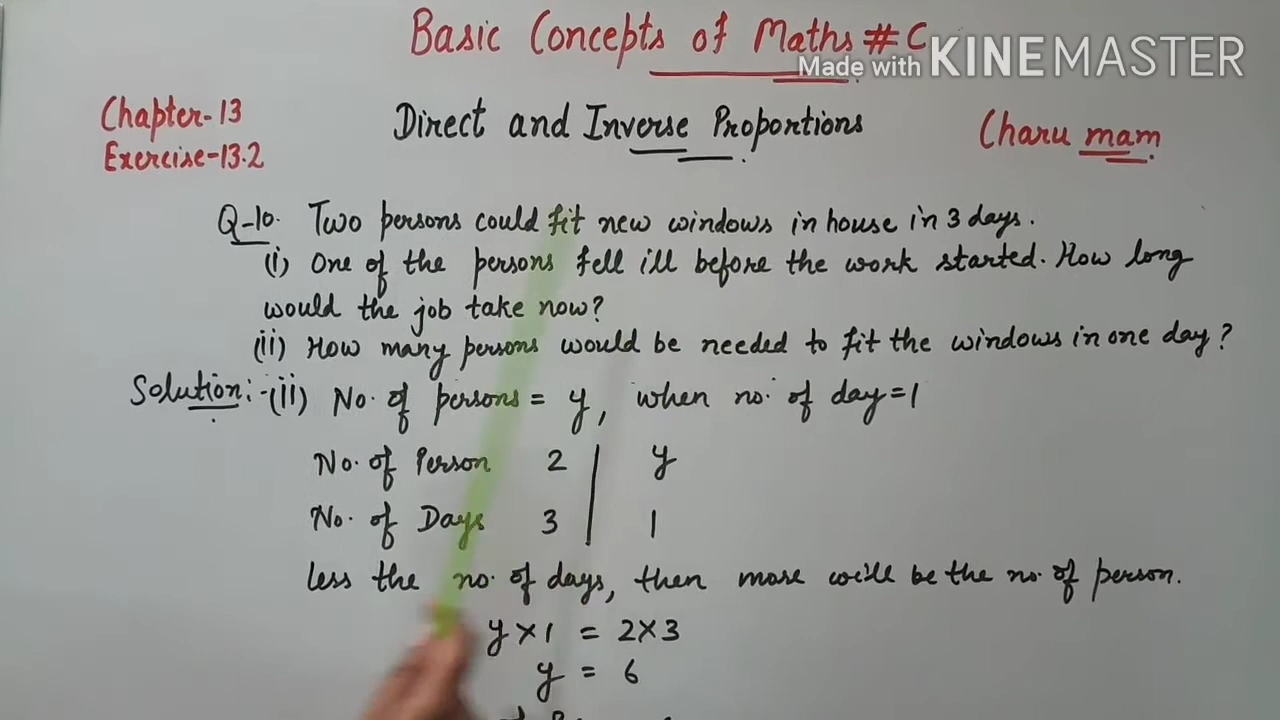 Basic Concepts of Maths # C
Made with KINEMASTER
Chapter-13
Exercise-13.2
Direct and Inverse Proportions
Charu mam
Q-10. Two persons could fit new windows in house in 3 days.
(i) One of the persons fell ill before the work started. How long
would the job take now?
(ii) How many persons would be needed to fit the windows in one day?
Solution:-(ii) No. of persons = y, when no. of day=1
No. of Person 2 | y
No. of Days 3 | 1
less the no. of days, then more will be the no. of person.
y×1 = 2×3
y = 6